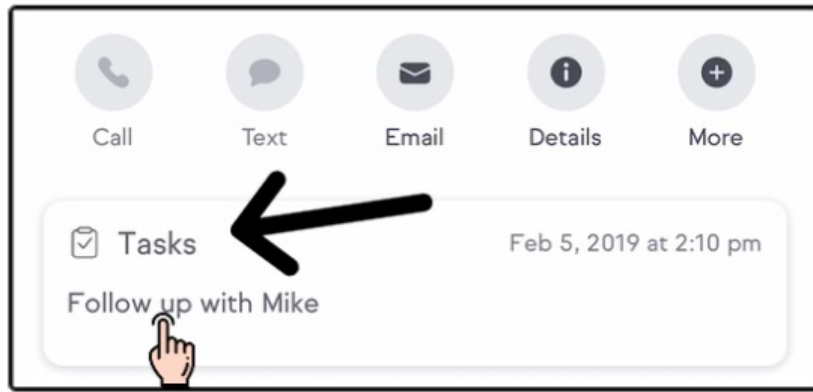 Call Text Email Details More
Tasks Feb 5, 2019 at 2:10 pm
Follow up with Mike